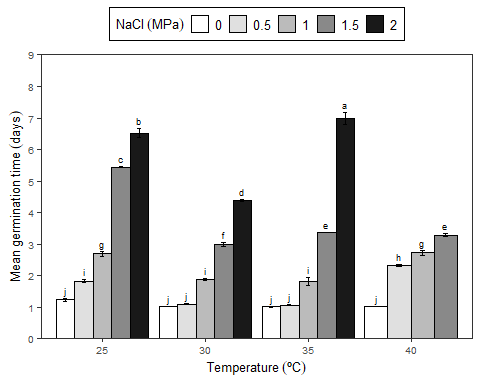 NaCl (MPa) 0 0.5 1 1.5 2
9
8
7
6
5
4
3
2
1
0
Mean germination time (days)
j i g c b
j j i f d
j j i e a
j h g e
25 30 35 40
Temperature (ºC)